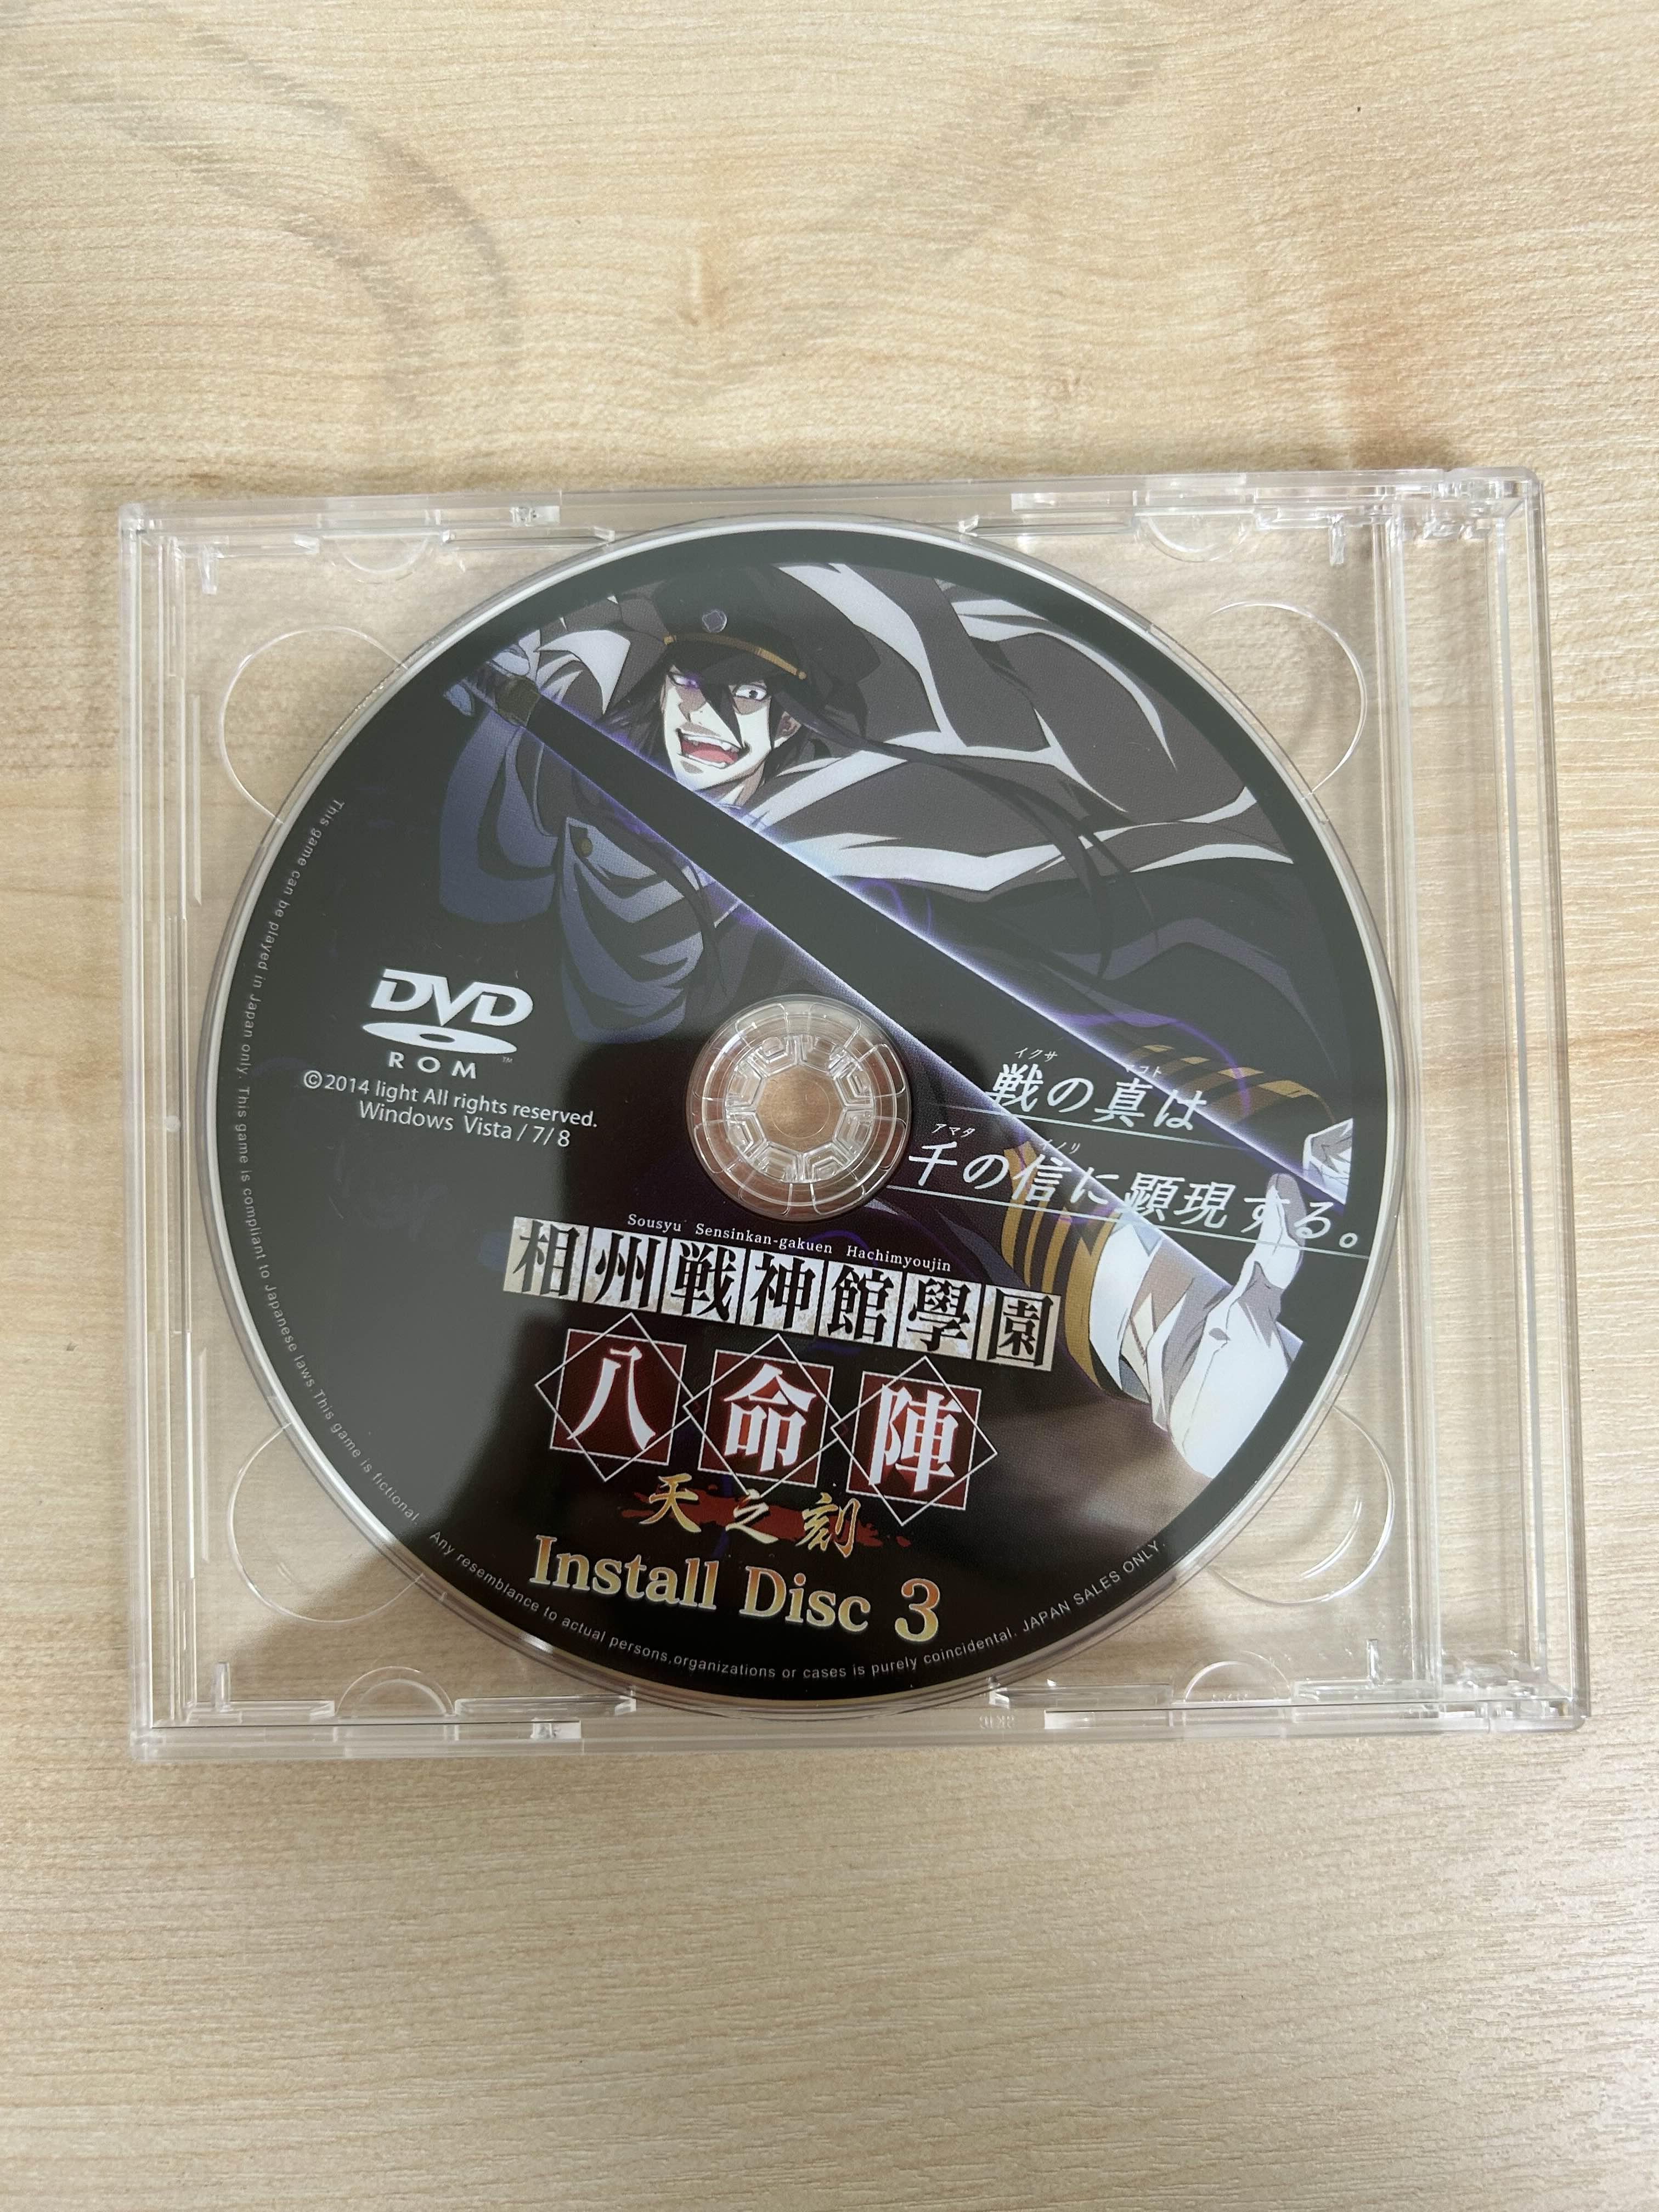 DVD
ROM
™
©2014 light All rights reserved.
Windows Vista / 7 / 8
イクサ
戦の真は
アマタ
千の信に顕現する。
Sousyu Sensinkan-gakuen Hachimyoujin
相州戦神館學園
八命陣
天之刻
Install Disc 3
This game can be played in Japan only. This game is compliant to Japanese laws. This game is fictional. Any resemblance to actual persons,organizations or cases is purely coincidental. JAPAN SALES ONLY.